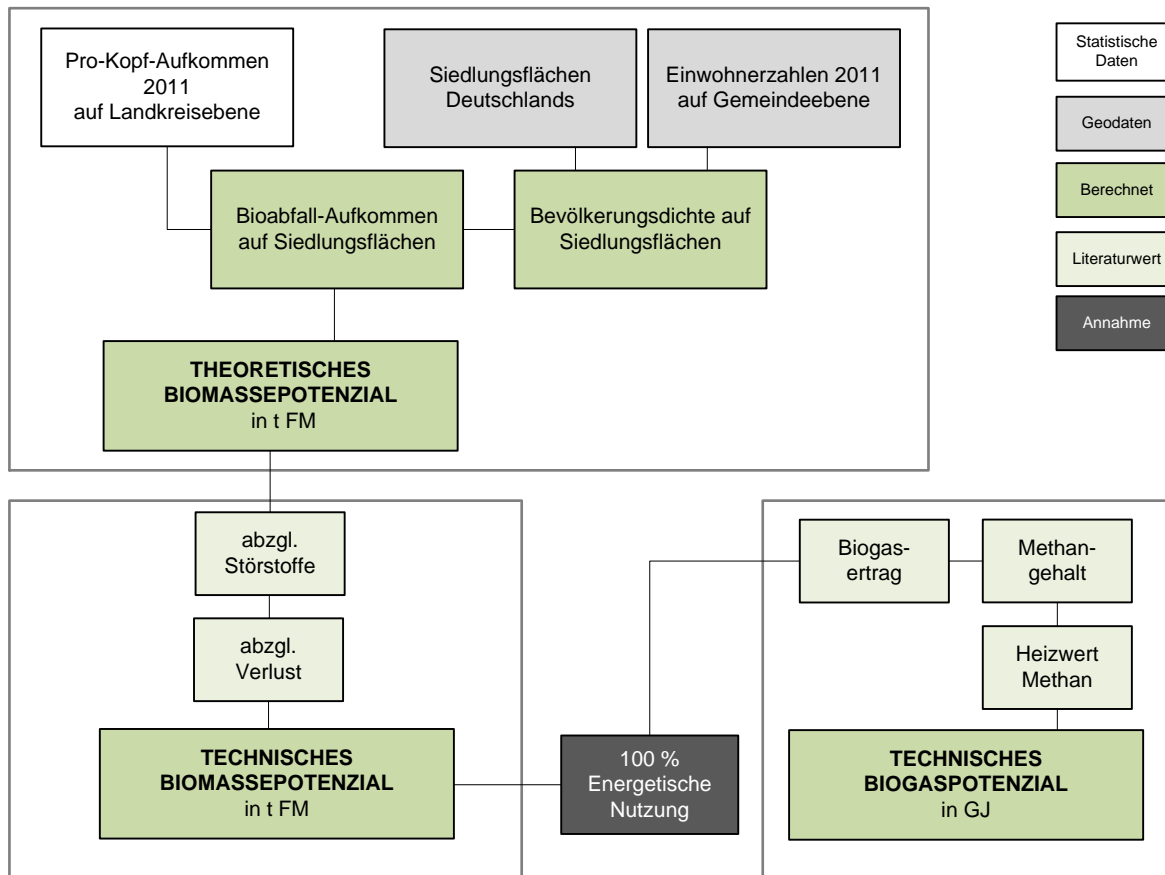 Pro-Kopf-Aufkommen
2011
auf Landkreisebene
Siedlungsflächen
Deutschlands
Einwohnerzahlen 2011
auf Gemeindeebene
Bioabfall-Aufkommen
auf Siedlungsflächen
Bevölkerungsdichte auf
Siedlungsflächen
THEORETISCHES
BIOMASSEPOTENZIAL
in t FM
Statistische
Daten
Geodaten
Berechnet
Literaturwert
Annahme
abzgl.
Störstoffe
abzgl.
Verlust
TECHNISCHES
BIOMASSEPOTENZIAL
in t FM
100 %
Energetische
Nutzung
Biogas-
ertrag
Methan-
gehalt
Heizwert
Methan
TECHNISCHES
BIOGASPOTENZIAL
in GJ